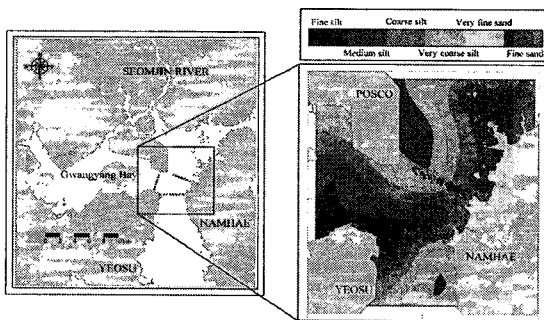 Fine silt Coarse silt Very fine sand
Medium silt Very coarse silt Fine sand
SEOMJIN RIVER
Gwangyang Bay
NAMHAE
YEOSU
POSCO
NAMHAE
YEOSU